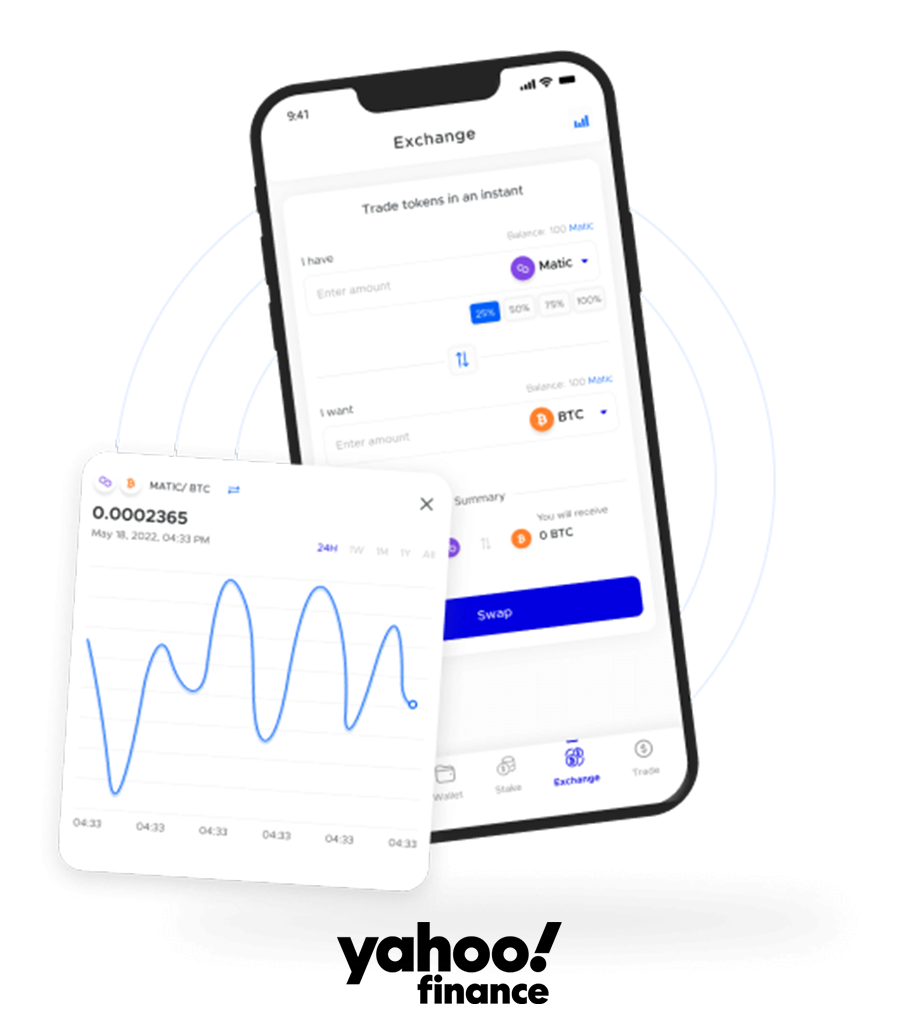 9:41
Exchange
Trade tokens in an instant
Balance: 100 Matic
I have
Enter amount
Matic
25% 50% 75% 100%
Balance: 100 Matic
I want
Enter amount
BTC
Summary
You will receive
0 BTC
Swap
Wallet
Stake
Exchange
Trade
MATIC/ BTC
0.0002365
May 18, 2022, 04:33 PM
24H 1W 1M 1Y All
04:33 04:33 04:33 04:33 04:33 04:33
yahoo!
finance